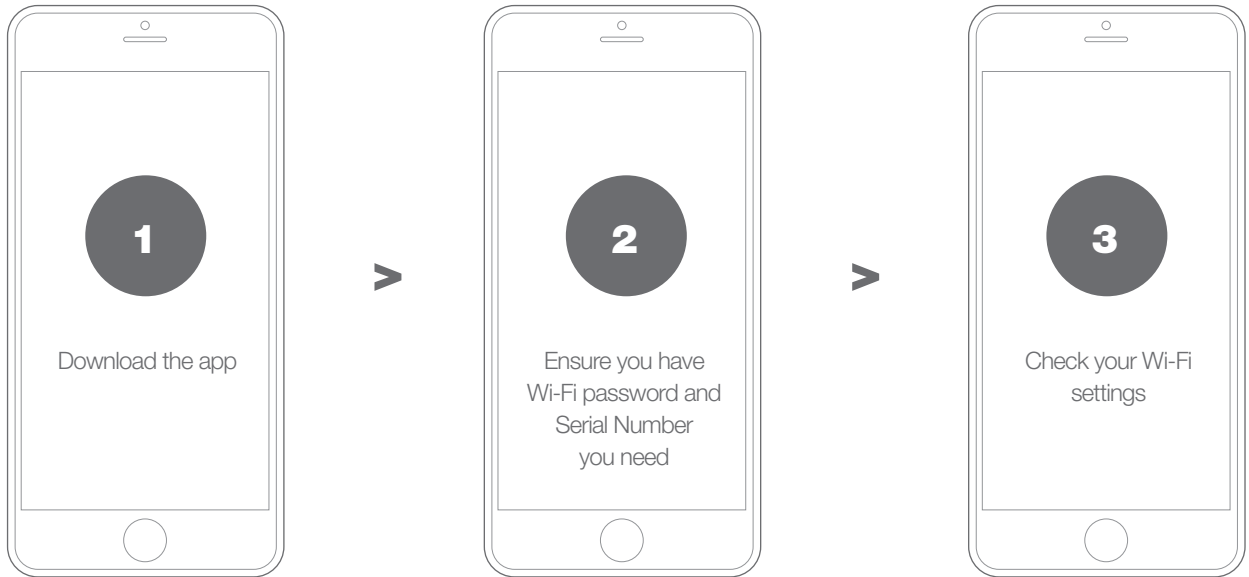 1
Download the app
>
2
Ensure you have
Wi-Fi password and
Serial Number
you need
>
3
Check your Wi-Fi
settings